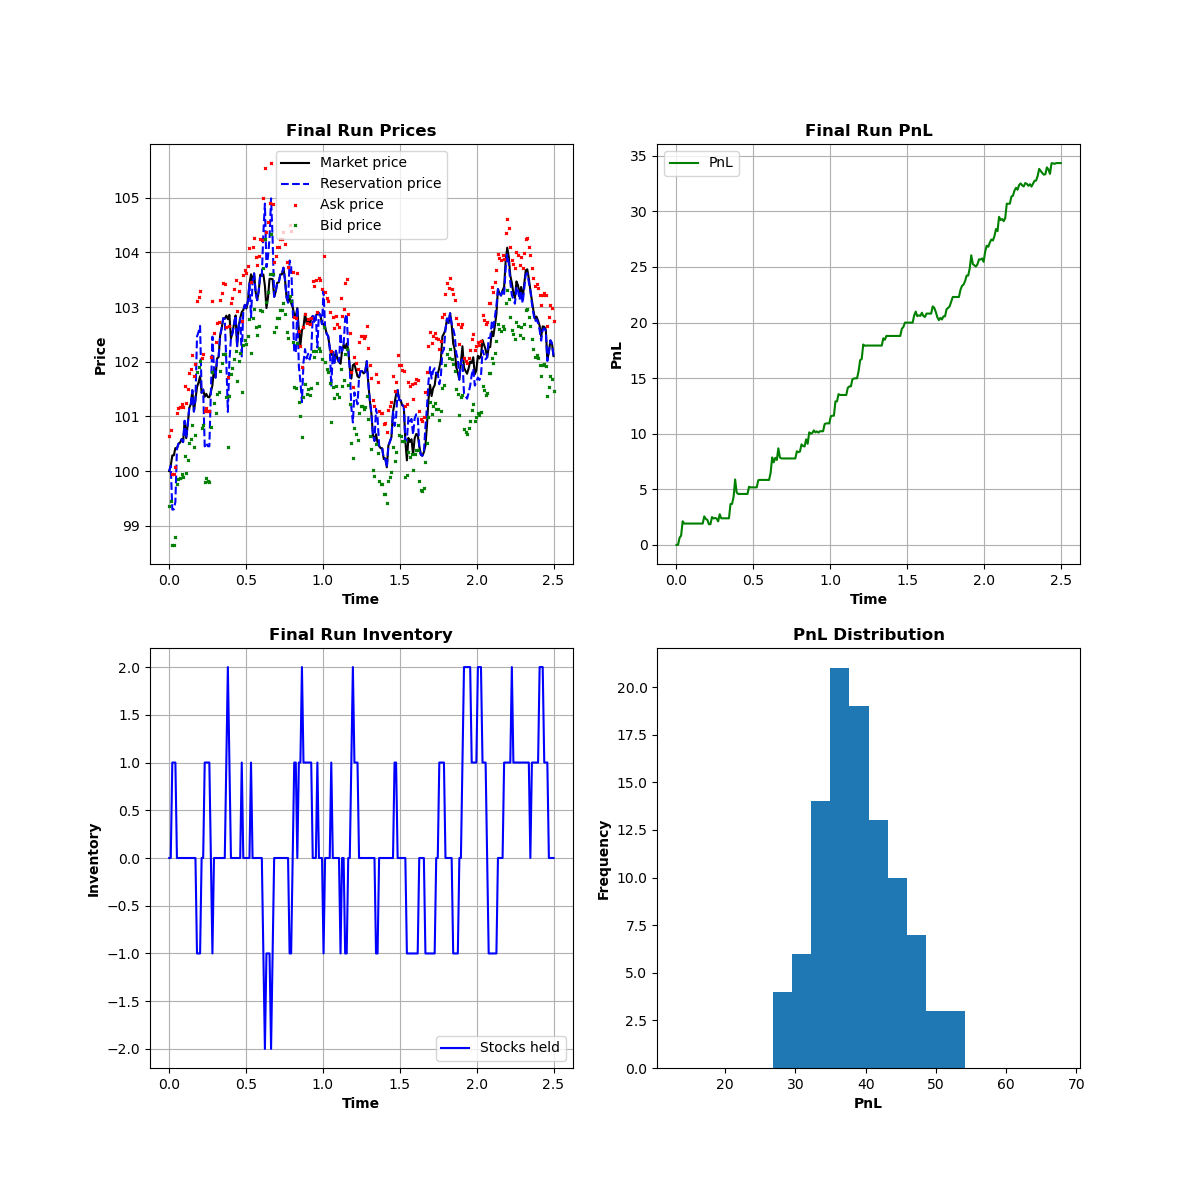 Final Run Prices
Market price
Reservation price
Ask price
Bid price
105
104
103
102
101
100
99
Price
0.0 0.5 1.0 1.5 2.0 2.5
Time
Final Run PnL
PnL
35
30
25
20
15
10
5
0
PnL
0.0 0.5 1.0 1.5 2.0 2.5
Time
Final Run Inventory
2.0
1.5
1.0
0.5
0.0
−0.5
−1.0
−1.5
−2.0
Inventory
Stocks held
0.0 0.5 1.0 1.5 2.0 2.5
Time
PnL Distribution
20.0
17.5
15.0
12.5
10.0
7.5
5.0
2.5
0.0
Frequency
20 30 40 50 60 70
PnL